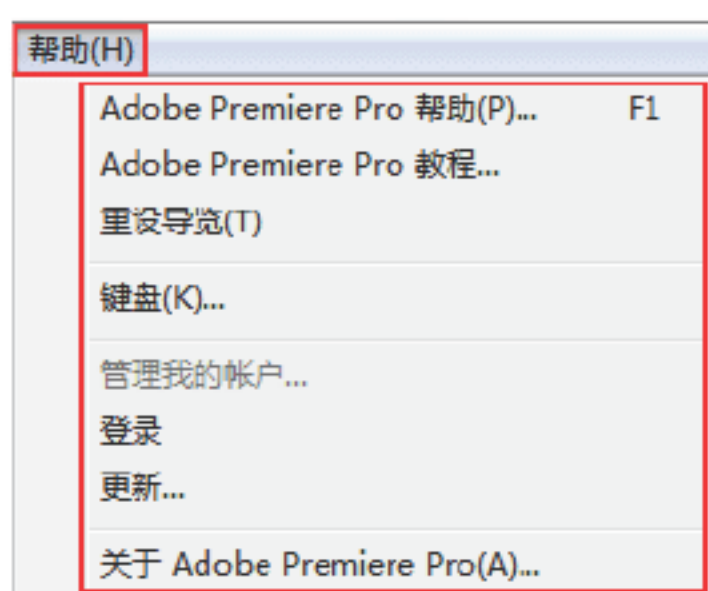 帮助(H)
Adobe Premiere Pro 帮助(P)... F1
Adobe Premiere Pro 教程...
重设导览(T)
键盘(K)...
管理我的帐户...
登录
更新...
关于 Adobe Premiere Pro(A)...